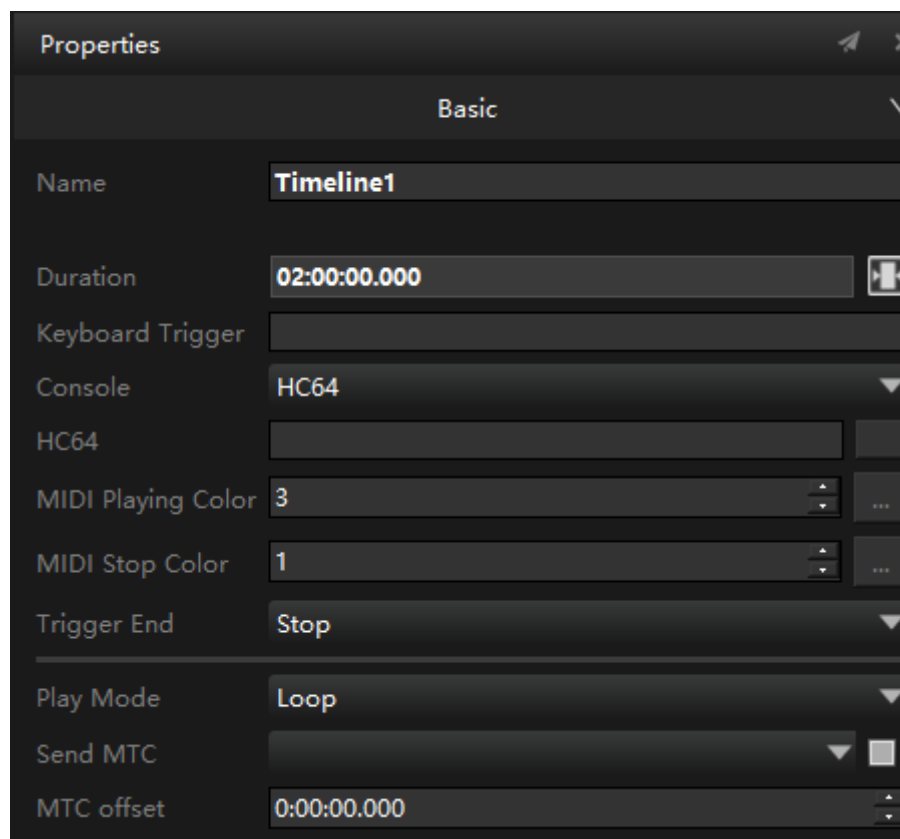 Properties
Basic
Name Timeline1
Duration 02:00:00.000
Keyboard Trigger
Console HC64
HC64
MIDI Playing Color 3 ...
MIDI Stop Color 1 ...
Trigger End Stop
Play Mode Loop
Send MTC
MTC offset 0:00:00.000